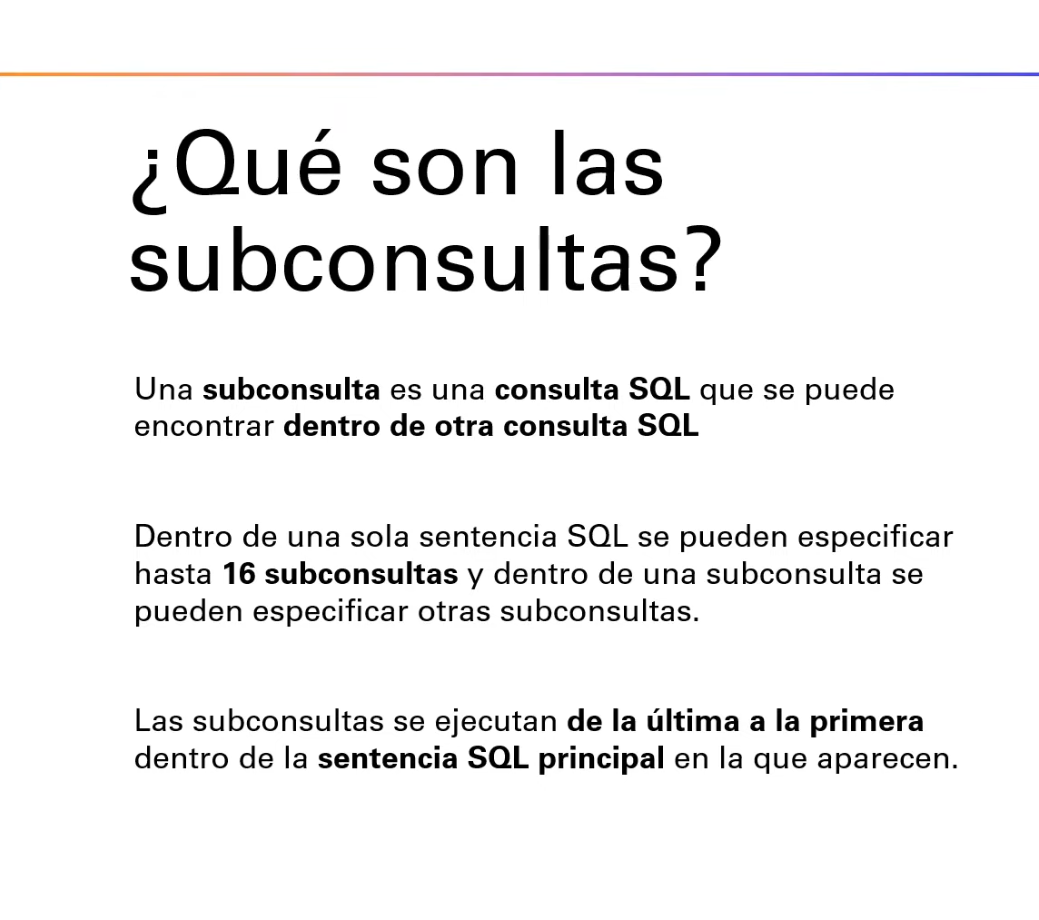 ¿Qué son las
subconsultas?
Una subconsulta es una consulta SQL que se puede
encontrar dentro de otra consulta SQL
Dentro de una sola sentencia SQL se pueden especificar
hasta 16 subconsultas y dentro de una subconsulta se
pueden especificar otras subconsultas.
Las subconsultas se ejecutan de la última a la primera
dentro de la sentencia SQL principal en la que aparecen.